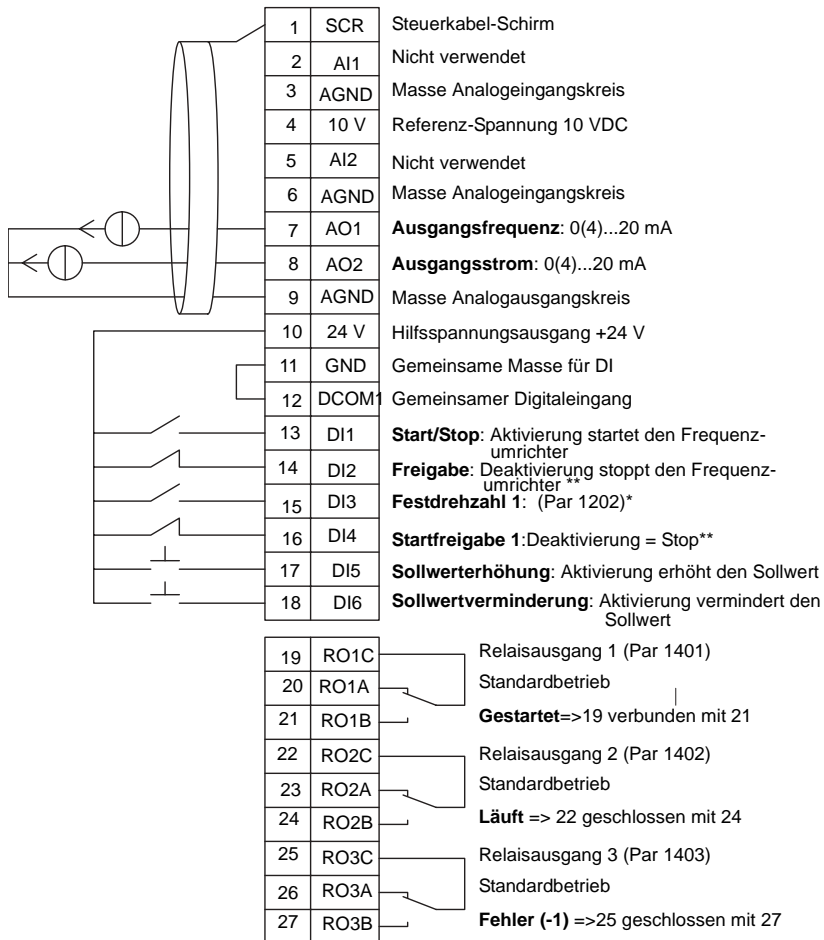 1 SCR Steuerkabel-Schirm
2 AI1 Nicht verwendet
3 AGND Masse Analogeingangskreis
4 10 V Referenz-Spannung 10 VDC
5 AI2 Nicht verwendet
6 AGND Masse Analogeingangskreis
7 AO1 Ausgangsfrequenz: 0(4)...20 mA
8 AO2 Ausgangsstrom: 0(4)...20 mA
9 AGND Masse Analogausgangskreis
10 24 V Hilfsspannungsausgang +24 V
11 GND Gemeinsame Masse für DI
12 DCOM1 Gemeinsamer Digitaleingang
13 DI1 Start/Stop: Aktivierung startet den Frequenz-
umrichter
14 DI2 Freigabe: Deaktivierung stoppt den Frequenz-
umrichter **
15 DI3 Festdrehzahl 1: (Par 1202)*
16 DI4 Startfreigabe 1:Deaktivierung = Stop**
17 DI5 Sollwerterhöhung: Aktivierung erhöht den Sollwert
18 DI6 Sollwertverminderung: Aktivierung vermindert den
Sollwert
19 RO1C Relaisausgang 1 (Par 1401)
20 RO1A Standardbetrieb
21 RO1B Gestartet=>19 verbunden mit 21
22 RO2C Relaisausgang 2 (Par 1402)
23 RO2A Standardbetrieb
24 RO2B Läuft => 22 geschlossen mit 24
25 RO3C Relaisausgang 3 (Par 1403)
26 RO3A Standardbetrieb
27 RO3B Fehler (-1) =>25 geschlossen mit 27